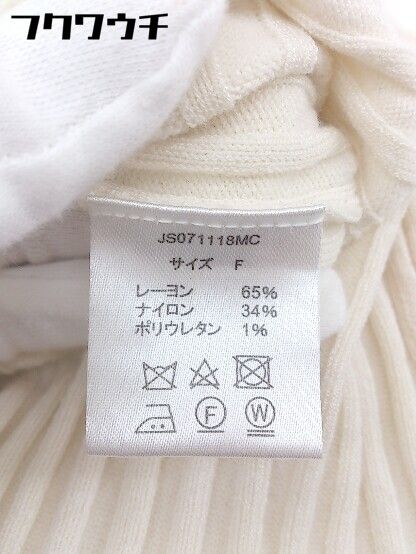 フクワウチ
JS071118MC
サイズ F
レーヨン 65%
ナイロン 34%
ポリウレタン 1%
F W